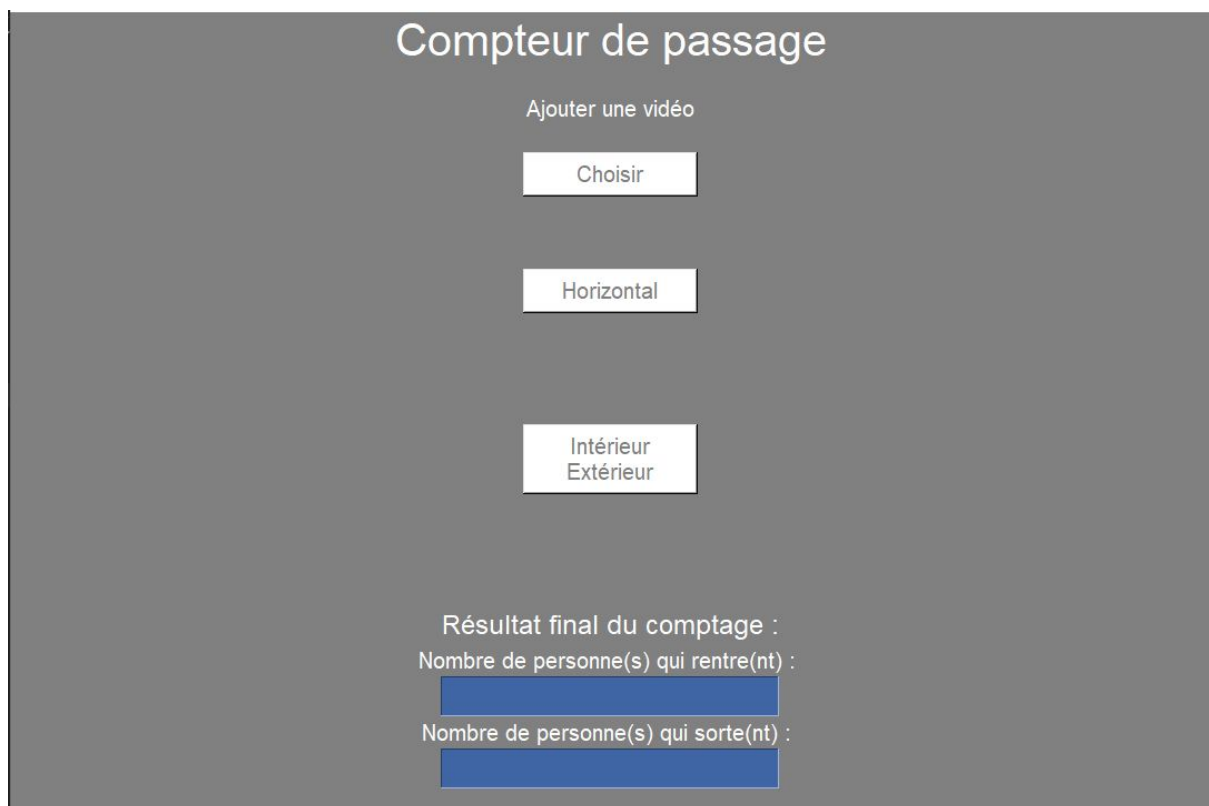 Compteur de passage
Ajouter une vidéo
Choisir
Horizontal
Intérieur
Extérieur
Résultat final du comptage :
Nombre de personne(s) qui rentre(nt) :
Nombre de personne(s) qui sorte(nt) :